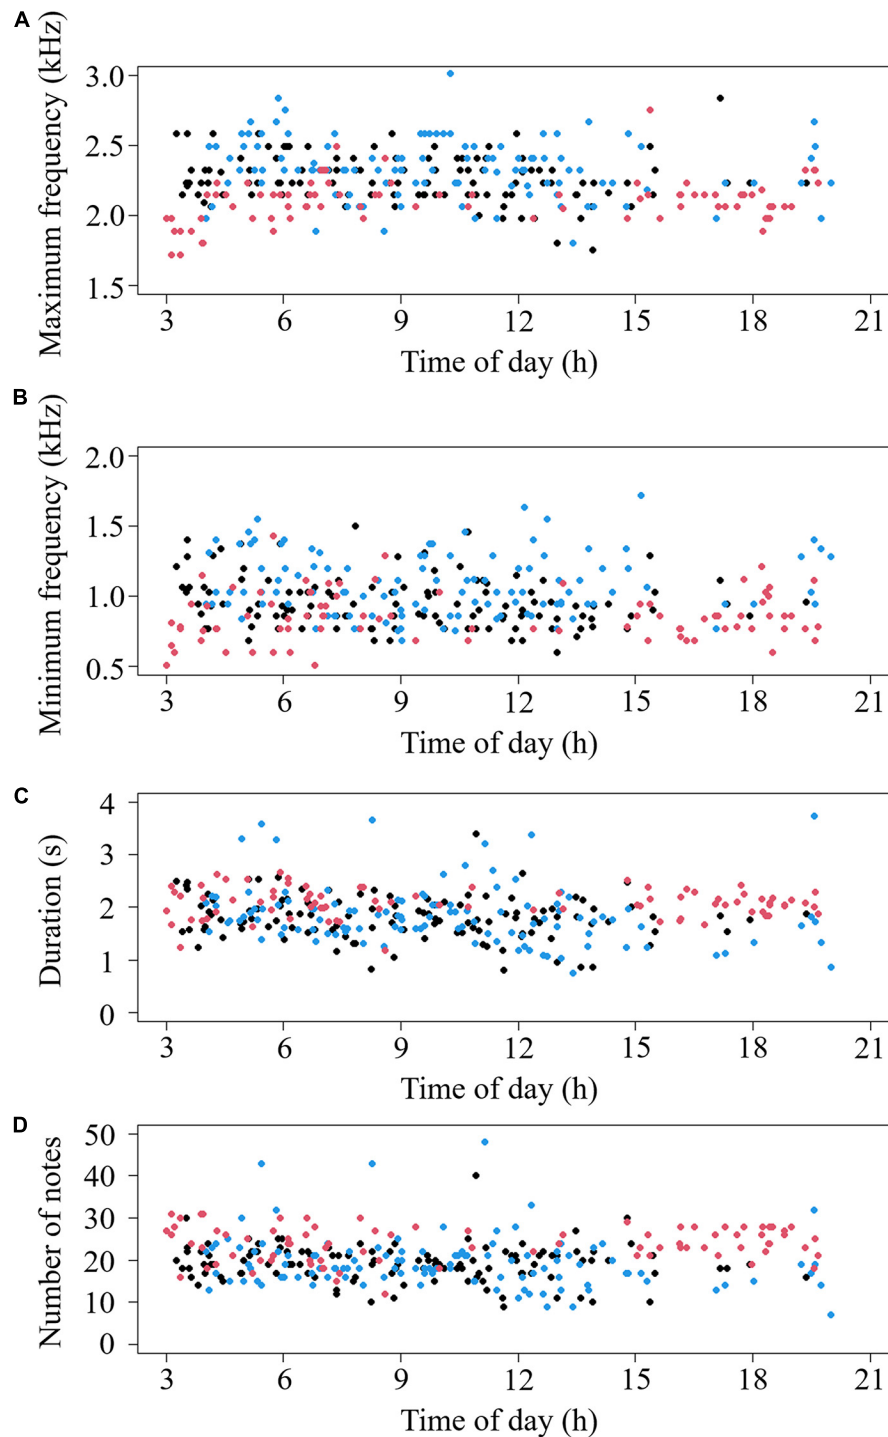 A
Maximum frequency (kHz)
3.0
2.5
2.0
1.5
3 6 9 12 15 18 21
Time of day (h)
B
Minimum frequency (kHz)
2.0
1.5
1.0
0.5
3 6 9 12 15 18 21
Time of day (h)
C
Duration (s)
4
3
2
1
0
3 6 9 12 15 18 21
Time of day (h)
D
Number of notes
50
40
30
20
10
0
3 6 9 12 15 18 21
Time of day (h)